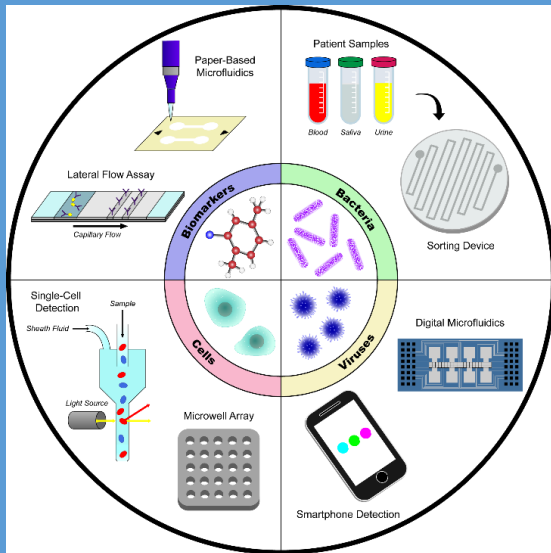 Paper-Based
Microfluidics
Lateral Flow Assay
Capillary Flow
Patient Samples
Blood
Saliva
Urine
Sorting Device
Biomarkers
Bacteria
Cells
Viruses
Single-Cell
Detection
Sample
Sheath Fluid
Light Source
Microwell Array
Digital Microfluidics
Smartphone Detection